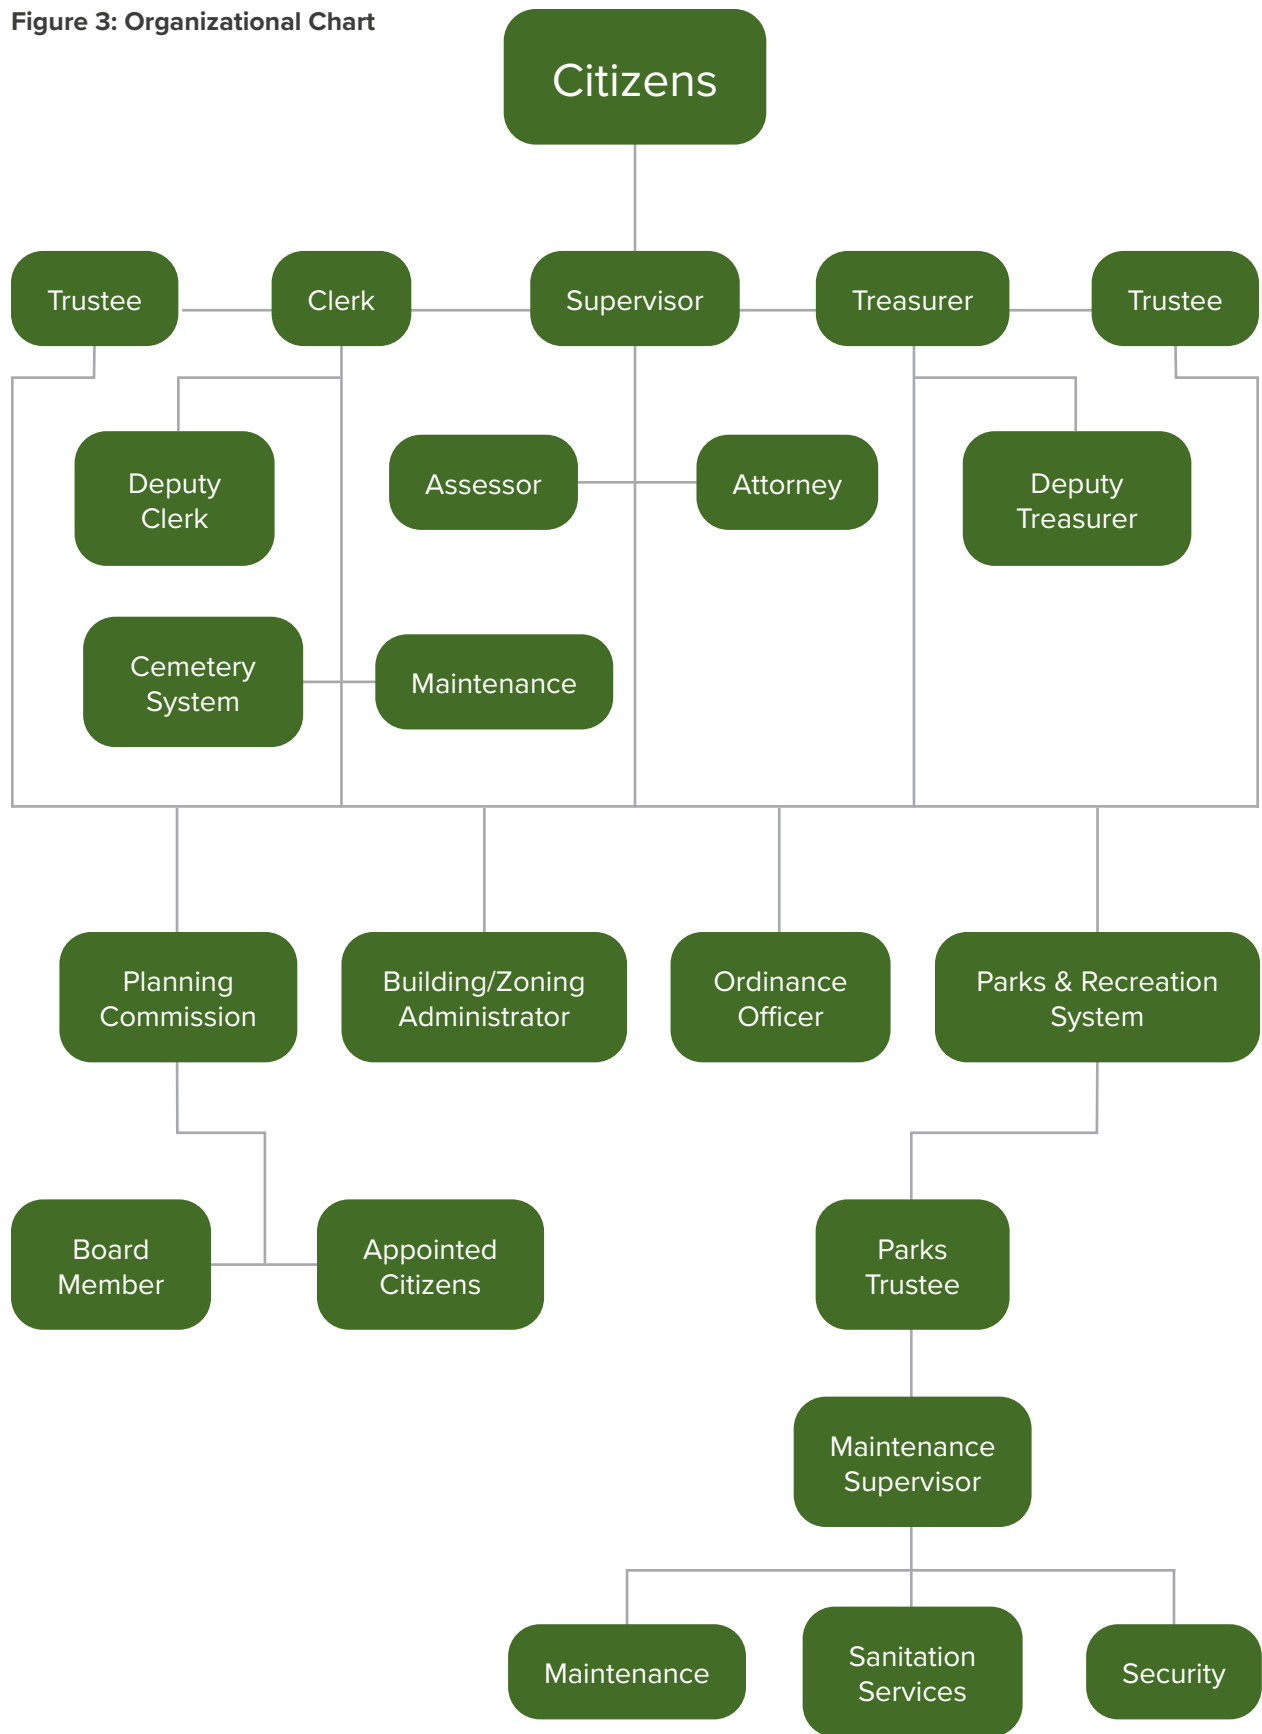 Figure 3: Organizational Chart
Citizens
Trustee
Clerk
Supervisor
Treasurer
Trustee
Deputy
Clerk
Assessor
Attorney
Deputy
Treasurer
Cemetery
System
Maintenance
Planning
Commission
Building/Zoning
Administrator
Ordinance
Officer
Parks & Recreation
System
Board
Member
Appointed
Citizens
Parks
Trustee
Maintenance
Supervisor
Maintenance
Sanitation
Services
Security